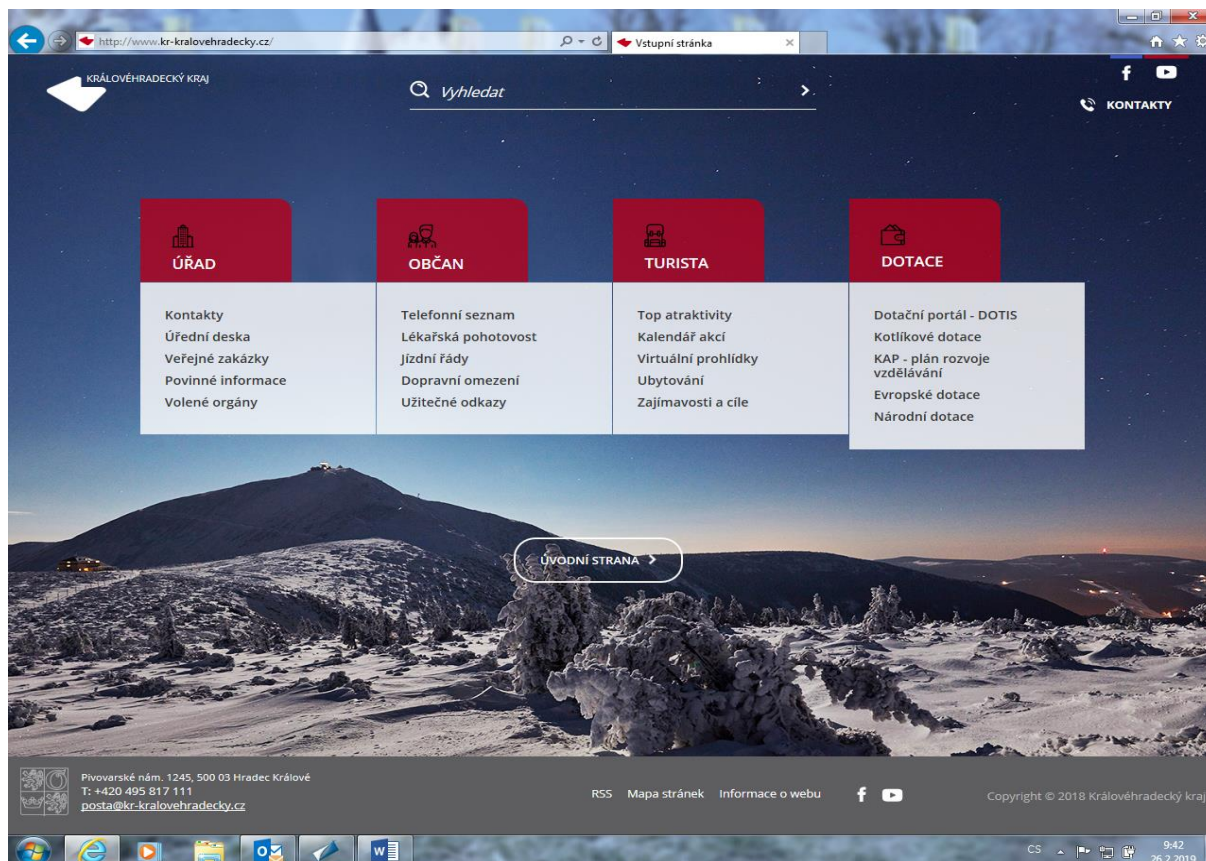 http://www.kr-kralovehradecky.cz/
Vstupní stránka
KRÁLOVÉHRADECKÝ KRAJ
Vyhledat
KONTAKTY
ÚŘAD
Kontakty
Úřední deska
Veřejné zakázky
Povinné informace
Volené orgány
OBČAN
Telefonní seznam
Lékařská pohotovost
Jízdní řády
Dopravní omezení
Užitečné odkazy
TURISTA
Top atraktivity
Kalendář akcí
Virtuální prohlídky
Ubytování
Zajímavosti a cíle
DOTACE
Dotační portál - DOTIS
Kotlíkové dotace
KAP - plán rozvoje
vzdělávání
Evropské dotace
Národní dotace
ÚVODNÍ STRANA
Pivovarské nám. 1245, 500 03 Hradec Králové
T: +420 495 817 111
posta@kr-kralovehradecky.cz
RSS Mapa stránek Informace o webu
Copyright © 2018 Královéhradecký kraj
CS
9:42
26.2.2019